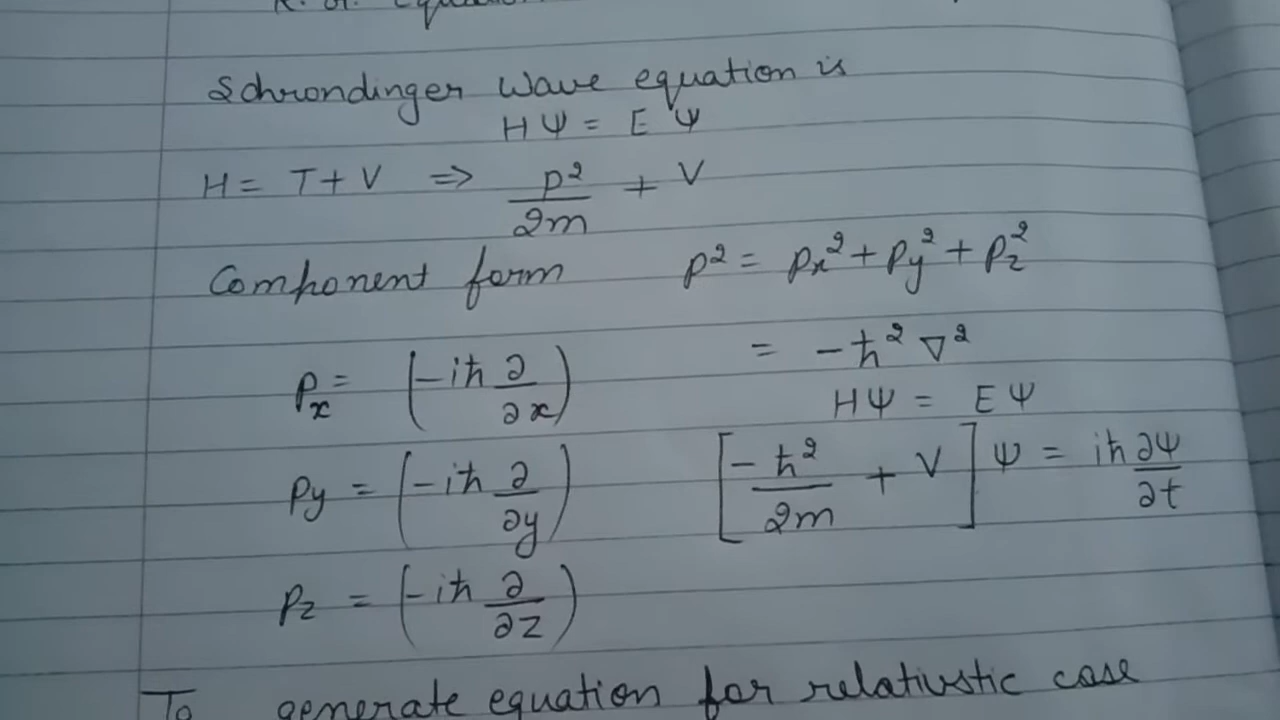 Schrondinger Wave equation is
HΨ = EΨ
H = T + V ⇒ p²/2m + V
Component form p² = px² + py² + pz²
= -ħ²∇²
px = (-iħ ∂/∂x)
HΨ = EΨ
py = (-iħ ∂/∂y) [-ħ²/2m + V]Ψ = iħ ∂Ψ/∂t
pz = (-iħ ∂/∂z)
To generate equation for relativstic case